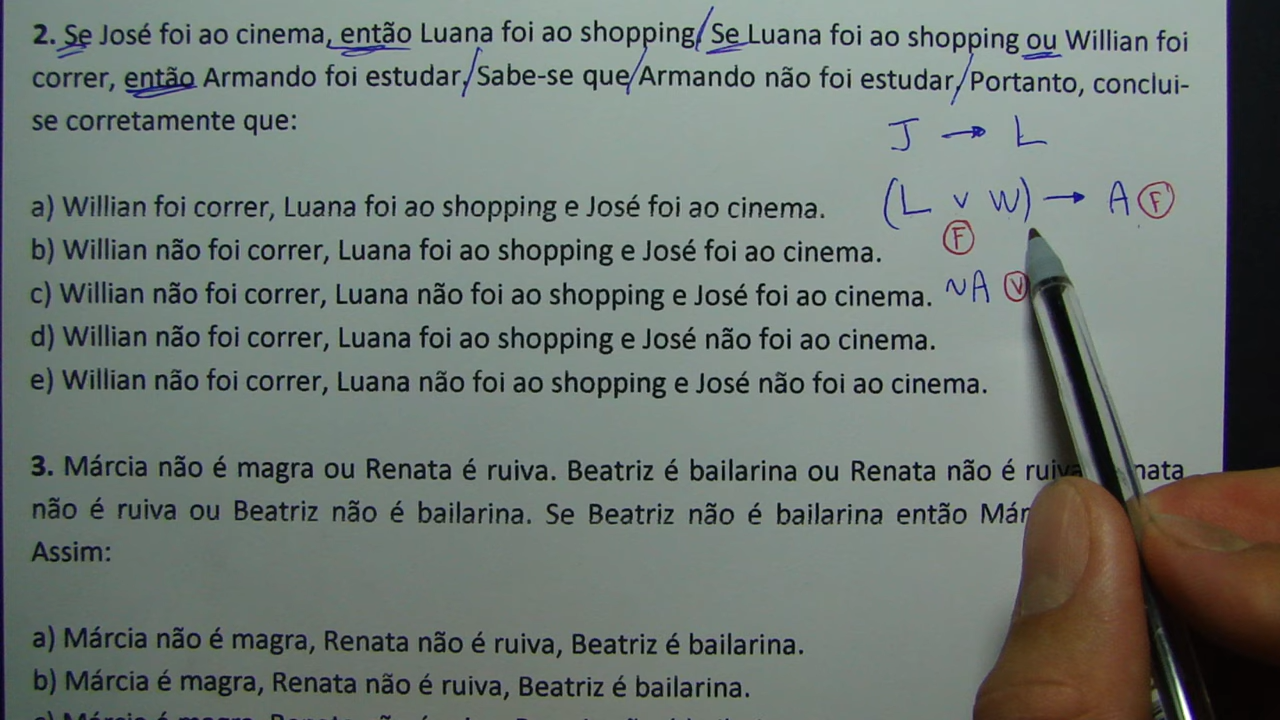 2. Se José foi ao cinema, então Luana foi ao shopping/ Se Luana foi ao shopping ou Willian foi
correr, então Armando foi estudar,/ Sabe-se que/ Armando não foi estudar,/ Portanto, conclui-
se corretamente que:
J → L
a) Willian foi correr, Luana foi ao shopping e José foi ao cinema.
(L v W) → A F
b) Willian não foi correr, Luana foi ao shopping e José foi ao cinema.
F
c) Willian não foi correr, Luana não foi ao shopping e José foi ao cinema.
~A V
d) Willian não foi correr, Luana foi ao shopping e José não foi ao cinema.
e) Willian não foi correr, Luana não foi ao shopping e José não foi ao cinema.
3. Márcia não é magra ou Renata é ruiva. Beatriz é bailarina ou Renata não é ruiva
não é ruiva ou Beatriz não é bailarina. Se Beatriz não é bailarina então
Assim:
a) Márcia não é magra, Renata não é ruiva, Beatriz é bailarina.
b) Márcia é magra, Renata não é ruiva, Beatriz é bailarina.